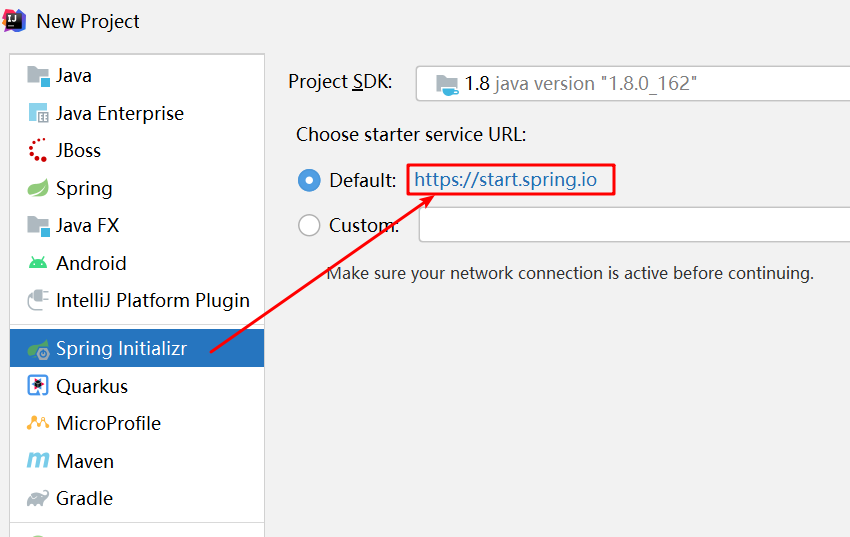 New Project
Java
Java Enterprise
JBoss
Spring
Java FX
Android
IntelliJ Platform Plugin
Spring Initializr
Quarkus
MicroProfile
Maven
Gradle
Project SDK:
1.8 java version "1.8.0_162"
Choose starter service URL:
Default: https://start.spring.io
Custom:
Make sure your network connection is active before continuing.